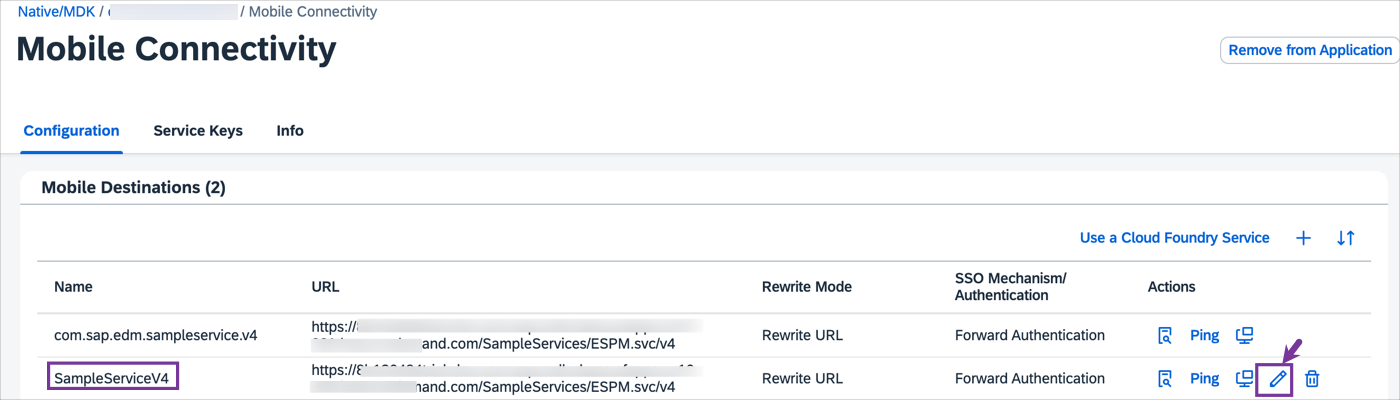 Native/MDK / / Mobile Connectivity
Mobile Connectivity
Remove from Application
Configuration Service Keys Info
Mobile Destinations (2)
Use a Cloud Foundry Service
Name URL Rewrite Mode SSO Mechanism/ Authentication Actions
com.sap.edm.sampleservice.v4 https:// and.com/SampleServices/ESPM.svc/v4 Rewrite URL Forward Authentication Ping
SampleServiceV4 https:// and.com/SampleServices/ESPM.svc/v4 Rewrite URL Forward Authentication Ping